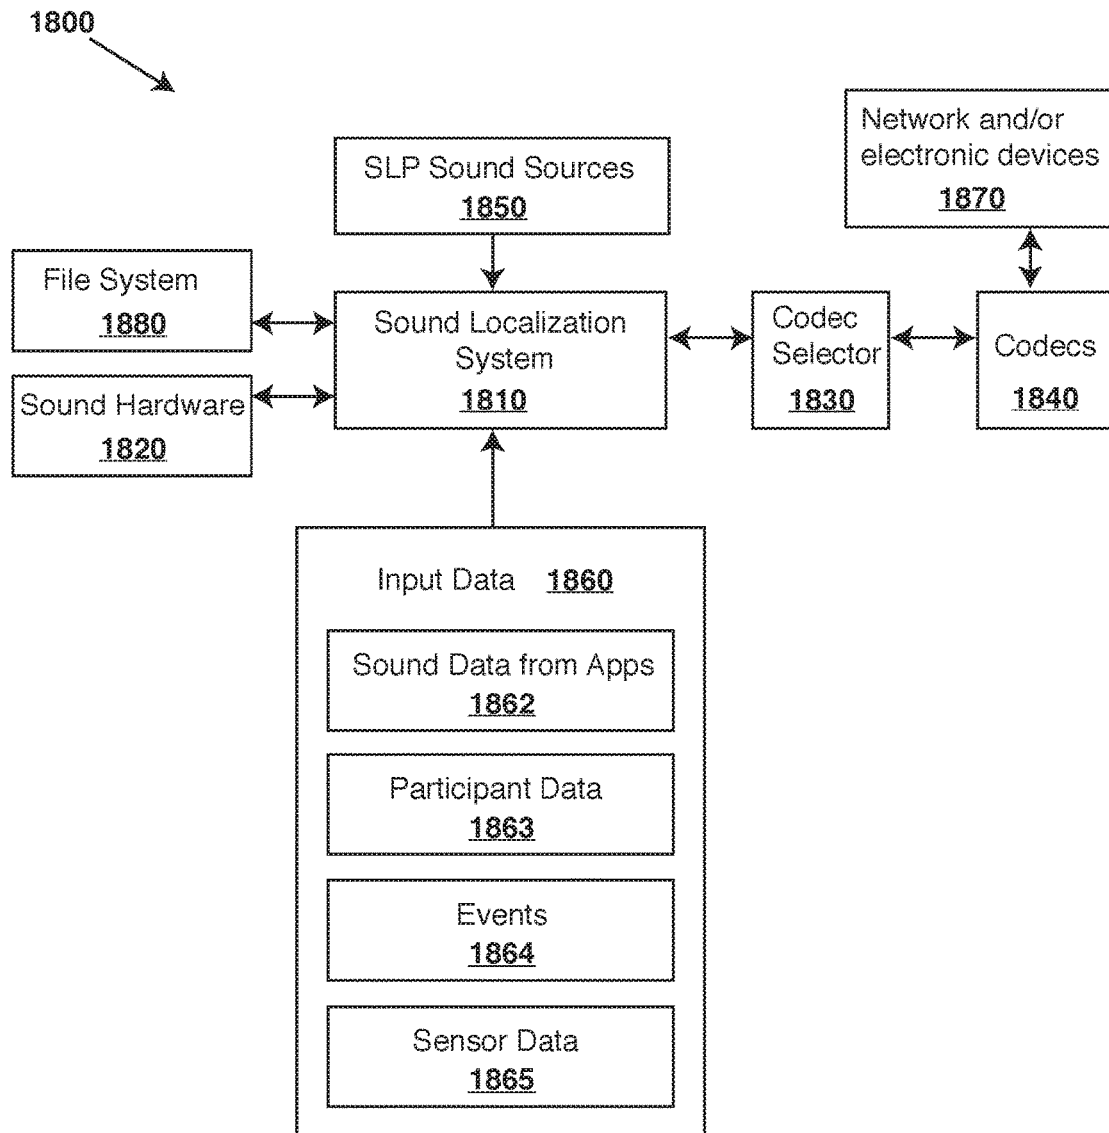 1800
Network and/or
electronic devices
1870
SLP Sound Sources
1850
File System
1880
Sound Localization
System
1810
Codec
Selector
1830
Codecs
1840
Sound Hardware
1820
Input Data 1860
Sound Data from Apps
1862
Participant Data
1863
Events
1864
Sensor Data
1865